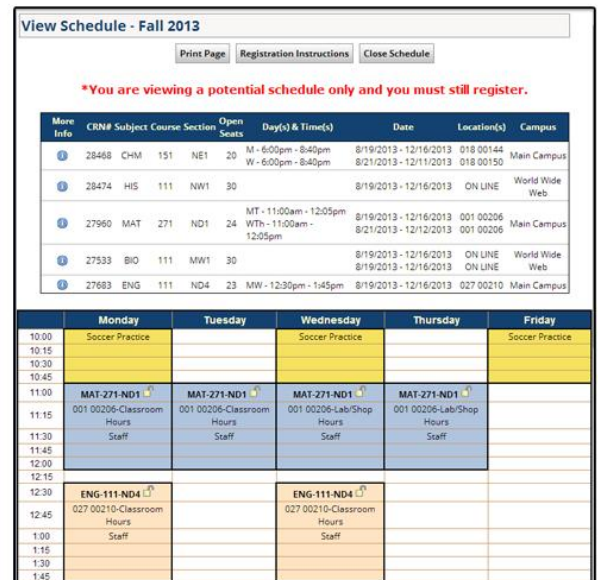 View Schedule - Fall 2013
Print Page Registration Instructions Close Schedule
*You are viewing a potential schedule only and you must still register.
More Info CRN# Subject Course Section Open Seats Day(s) & Time(s) Date Location(s) Campus
28468 CHM 151 NE1 20 M - 6:00pm - 8:40pm 8/19/2013 - 12/16/2013 018 00144 Main Campus
W - 6:00pm - 8:40pm 8/21/2013 - 12/11/2013 018 00150
28474 HIS 111 NW1 30 8/19/2013 - 12/16/2013 ON LINE World Wide Web
27960 MAT 271 ND1 24 MT - 11:00am - 12:05pm 8/19/2013 - 12/16/2013 001 00206 Main Campus
WTh - 11:00am - 12:05pm 8/21/2013 - 12/12/2013 001 00206
27533 BIO 111 MW1 30 8/19/2013 - 12/16/2013 ON LINE World Wide Web
8/19/2013 - 12/16/2013 ON LINE
27683 ENG 111 ND4 23 MW - 12:30pm - 1:45pm 8/19/2013 - 12/16/2013 027 00210 Main Campus
Monday Tuesday Wednesday Thursday Friday
10:00 Soccer Practice Soccer Practice Soccer Practice
10:15
10:30
10:45
11:00 MAT-271-ND1 MAT-271-ND1 MAT-271-ND1 MAT-271-ND1
11:15 001 00206-Classroom Hours 001 00206-Classroom Hours 001 00206-Lab/Shop Hours 001 00206-Lab/Shop Hours
11:30 Staff Staff Staff Staff
11:45
12:00
12:15
12:30 ENG-111-ND4 ENG-111-ND4
12:45 027 00210-Classroom Hours 027 00210-Classroom Hours
1:00 Staff Staff
1:15
1:30
1:45